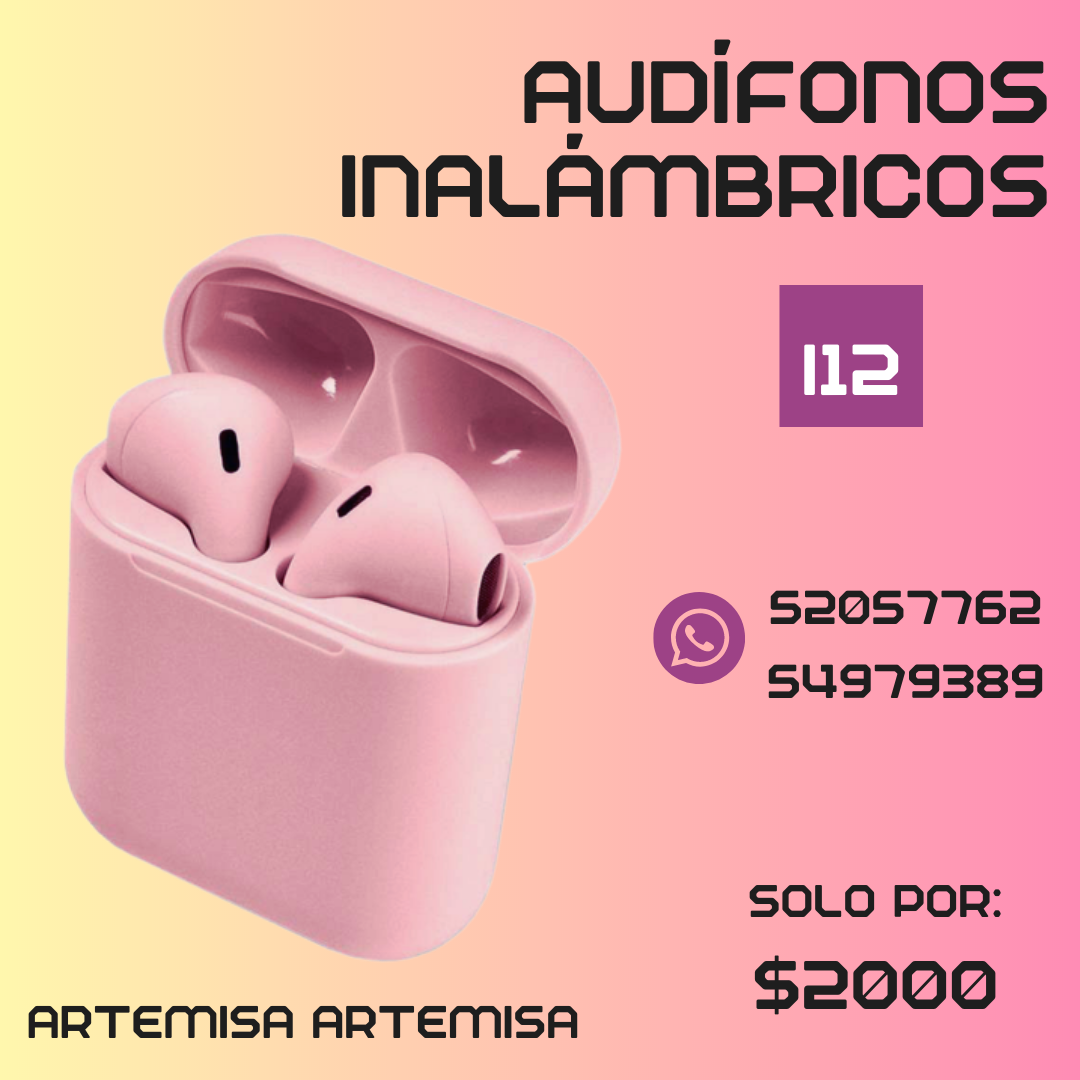 AUDÍFONOS
INALÁMBRICOS
I12
52057762
54979389
SOLO POR:
$2000
ARTEMISA ARTEMISA